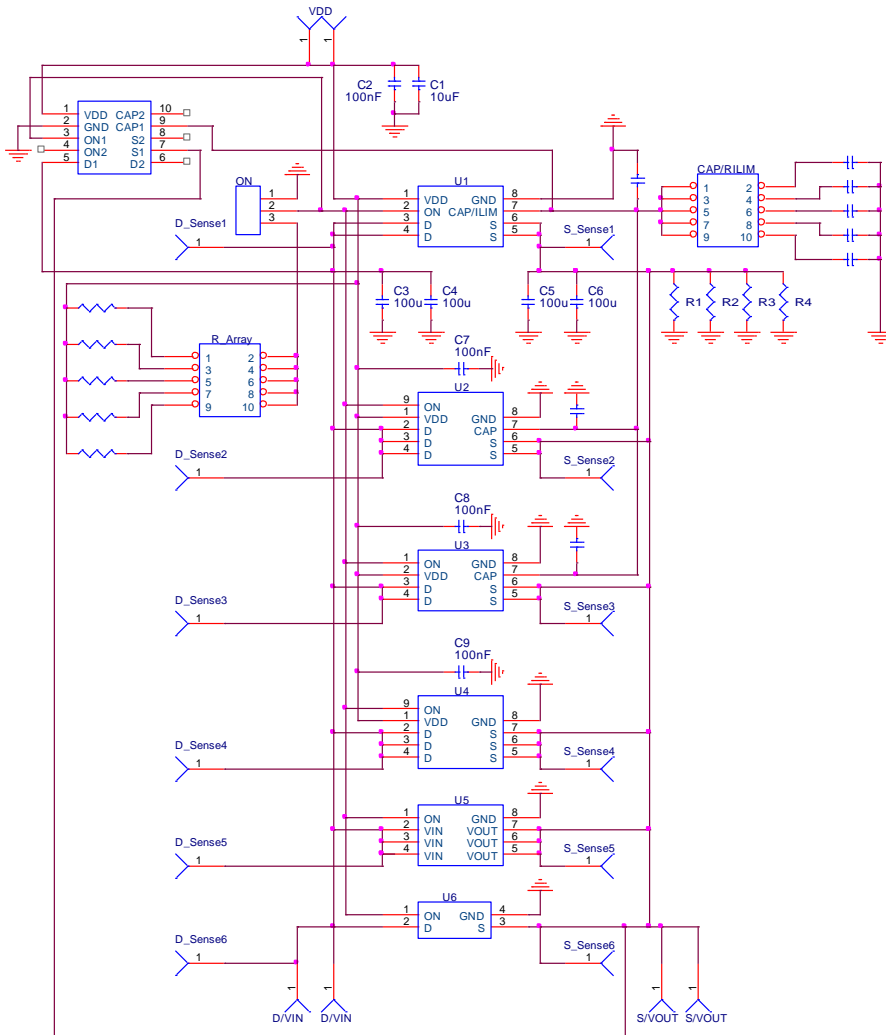 VDD
1 1
C2
100nF
C1
10uF
1 VDD CAP2 10
2 GND CAP1 9
3 ON1 S2 8
4 ON2 S1 7
5 D1 D2 6
ON
1
2
3
U1
1 VDD GND 8
2 ON CAP/ILIM 7
3 D S 6
4 D S 5
CAP/RILIM
1 2
3 4
5 6
7 8
9 10
D_Sense1
1
S_Sense1
1
C3
100u
C4
100u
C5
100u
C6
100u
R1 R2 R3 R4
R_Array
1 2
3 4
5 6
7 8
9 10
C7
100nF
U2
9 ON
1 VDD GND 8
2 D CAP 7
3 D S 6
4 D S 5
D_Sense2
1
S_Sense2
1
C8
100nF
U3
1 ON GND 8
2 VDD CAP 7
3 D S 6
4 D S 5
D_Sense3
1
S_Sense3
1
C9
100nF
U4
9 ON
1 VDD GND 8
2 D S 7
3 D S 6
4 D S 5
D_Sense4
1
S_Sense4
1
U5
1 ON GND 8
2 VIN VOUT 7
3 VIN VOUT 6
4 VIN VOUT 5
D_Sense5
1
S_Sense5
1
U6
1 ON GND 4
2 D S 3
D_Sense6
1
S_Sense6
1
1 1 1 1
D/VIN D/VIN S/VOUT S/VOUT